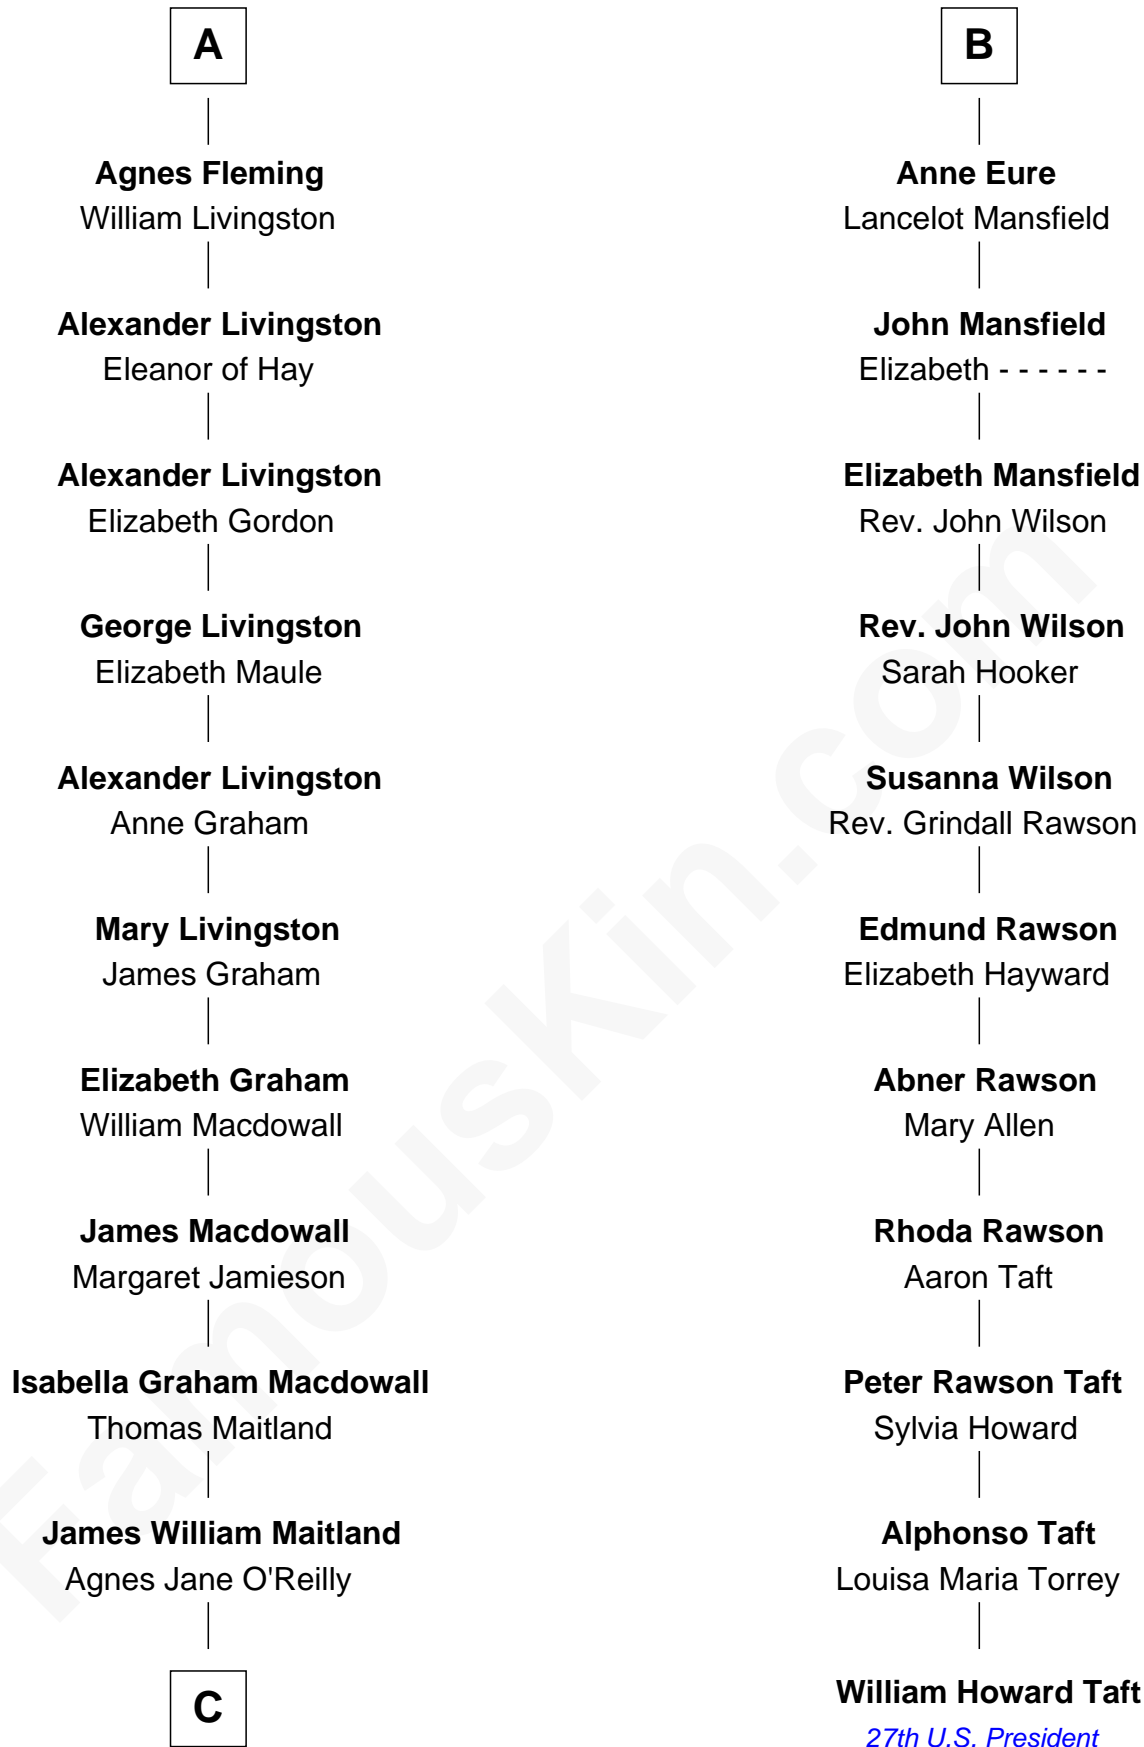 A
Agnes Fleming
William Livingston
Alexander Livingston
Eleanor of Hay
Alexander Livingston
Elizabeth Gordon
George Livingston
Elizabeth Maule
Alexander Livingston
Anne Graham
Mary Livingston
James Graham
Elizabeth Graham
William Macdowall
James Macdowall
Margaret Jamieson
Isabella Graham Macdowall
Thomas Maitland
James William Maitland
Agnes Jane O'Reilly
C
B
Anne Eure
Lancelot Mansfield
John Mansfield
Elizabeth - - - - - -
Elizabeth Mansfield
Rev. John Wilson
Rev. John Wilson
Sarah Hooker
Susanna Wilson
Rev. Grindall Rawson
Edmund Rawson
Elizabeth Hayward
Abner Rawson
Mary Allen
Rhoda Rawson
Aaron Taft
Peter Rawson Taft
Sylvia Howard
Alphonso Taft
Louisa Maria Torrey
William Howard Taft
27th U.S. President
FamousKin.com